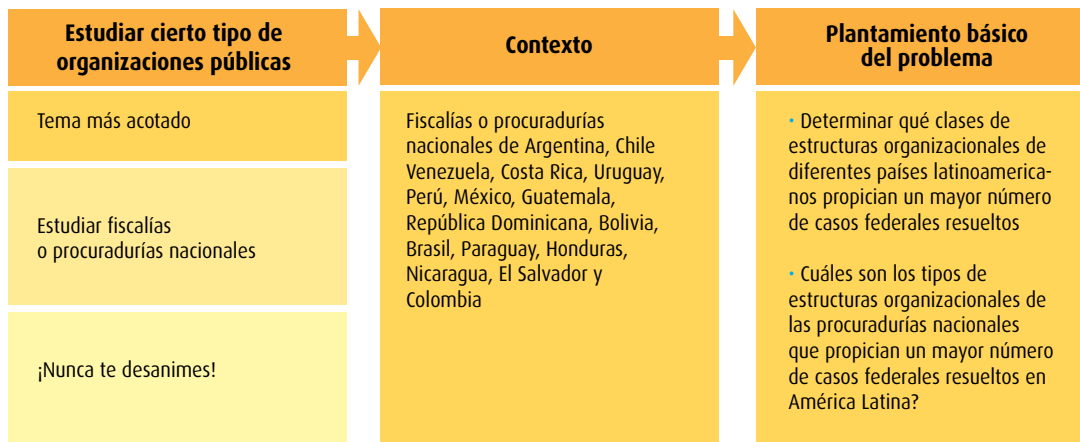 Estudiar cierto tipo de
organizaciones públicas
Tema más acotado
Estudiar fiscalías
o procuradurías nacionales
¡Nunca te desanimes!
Contexto
Fiscalías o procuradurías
nacionales de Argentina, Chile
Venezuela, Costa Rica, Uruguay,
Perú, México, Guatemala,
República Dominicana, Bolivia,
Brasil, Paraguay, Honduras,
Nicaragua, El Salvador y
Colombia
Plantamiento básico
del problema
• Determinar qué clases de
estructuras organizacionales de
diferentes países latinoamerica-
nos propician un mayor número
de casos federales resueltos
• Cuáles son los tipos de
estructuras organizacionales de
las procuradurías nacionales
que propician un mayor número
de casos federales resueltos en
América Latina?